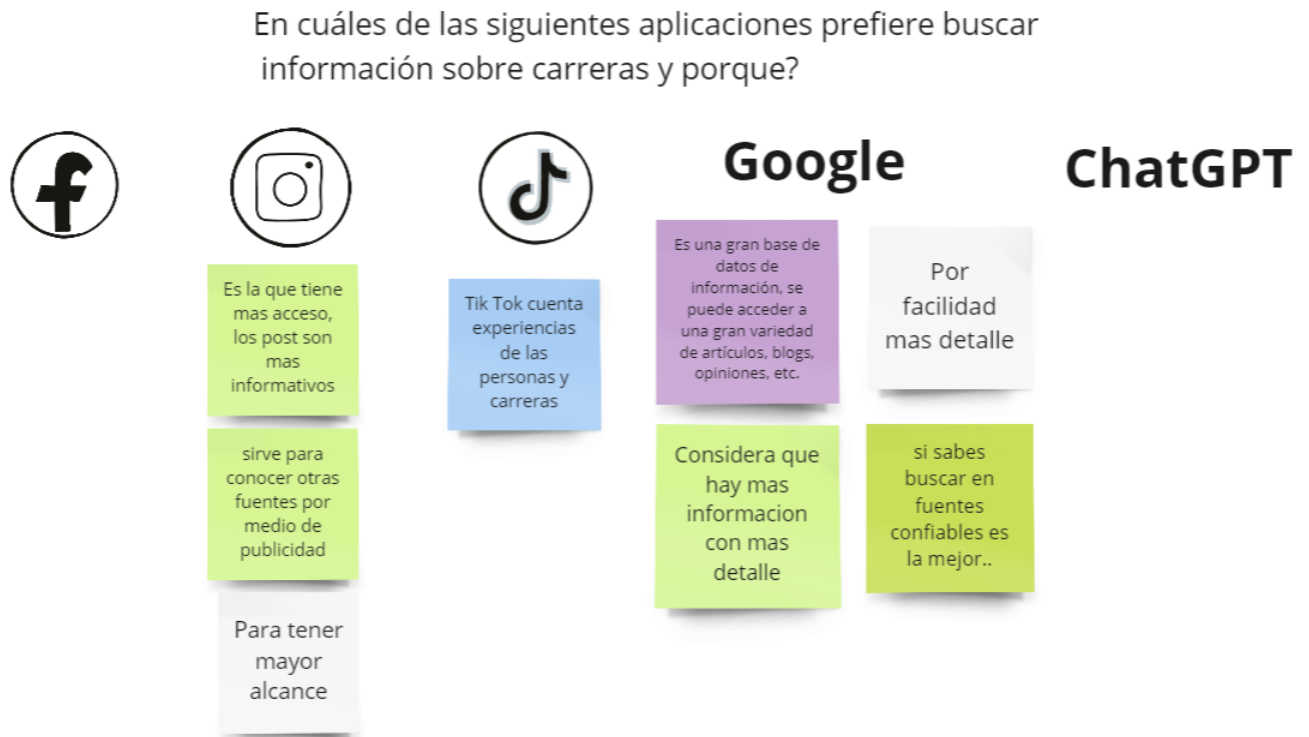 En cuáles de las siguientes aplicaciones prefiere buscar
información sobre carreras y porque?
Google
ChatGPT
Es la que tiene
mas acceso,
los post son
mas
informativos
sirve para
conocer otras
fuentes por
medio de
publicidad
Para tener
mayor
alcance
Tik Tok cuenta
experiencias
de las
personas y
carreras
Es una gran base de
datos de
información, se
puede acceder a
una gran variedad
de artículos, blogs,
opiniones, etc.
Por
facilidad
mas detalle
Considera que
hay mas
informacion
con mas
detalle
si sabes
buscar en
fuentes
confiables es
la mejor..